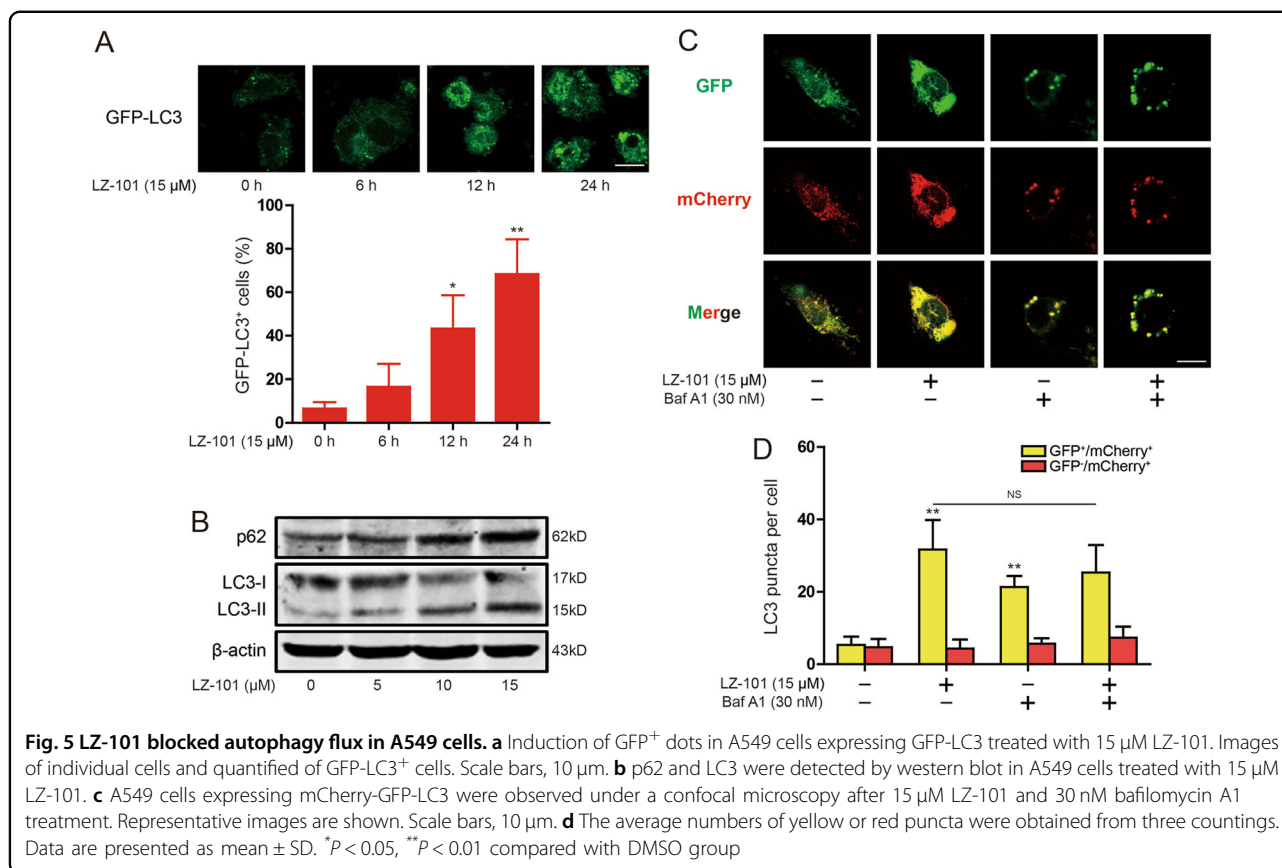 A
GFP-LC3
LZ-101 (15 μM) 0 h 6 h 12 h 24 h
100
80
60
40
20
0
GFP-LC3⁺ cells (%)
*
**
LZ-101 (15 μM) 0 h 6 h 12 h 24 h
B
p62 62kD
LC3-I 17kD
LC3-II 15kD
β-actin 43kD
LZ-101 (μM) 0 5 10 15
C
GFP
mCherry
Merge
LZ-101 (15 μM) − + − +
Baf A1 (30 nM) − − + +
D
GFP⁺/mCherry⁺
GFP⁻/mCherry⁺
60
40
20
0
LC3 puncta per cell
NS
**
**
LZ-101 (15 μM) − + − +
Baf A1 (30 nM) − − + +
Fig. 5 LZ-101 blocked autophagy flux in A549 cells. a Induction of GFP⁺ dots in A549 cells expressing GFP-LC3 treated with 15 μM LZ-101. Images
of individual cells and quantified of GFP-LC3⁺ cells. Scale bars, 10 μm. b p62 and LC3 were detected by western blot in A549 cells treated with 15 μM
LZ-101. c A549 cells expressing mCherry-GFP-LC3 were observed under a confocal microscopy after 15 μM LZ-101 and 30 nM bafilomycin A1
treatment. Representative images are shown. Scale bars, 10 μm. d The average numbers of yellow or red puncta were obtained from three countings.
Data are presented as mean ± SD. *P < 0.05, **P < 0.01 compared with DMSO group